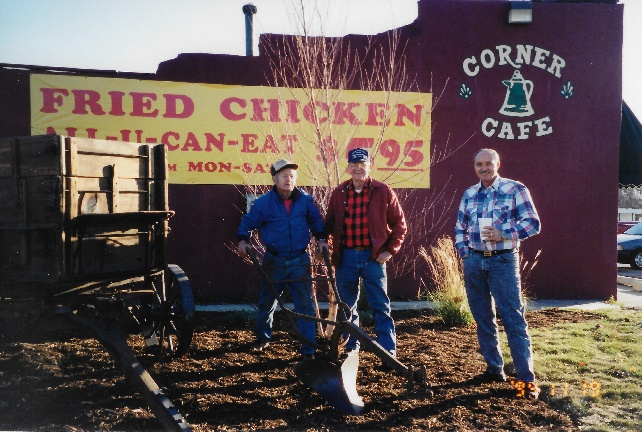 FRIED CHICKEN
ALL-U-CAN-EAT $5.95
MON-SAT
CORNER
CAFE